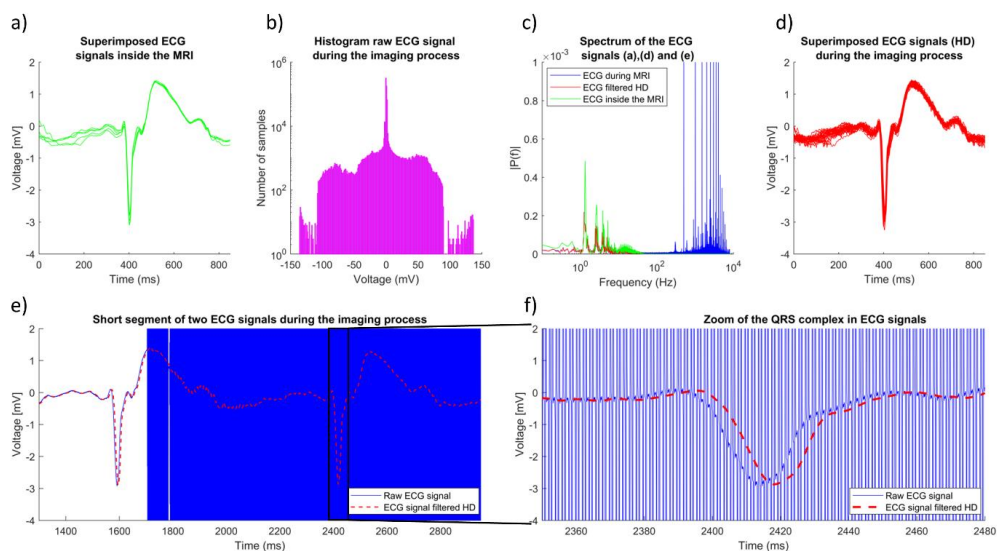 a)
Superimposed ECG
signals inside the MRI
2
1
0
-1
-2
-3
-4
Voltage [mV]
0 200 400 600 800
Time (ms)
b)
Histogram raw ECG signal
during the imaging process
10^6
10^4
10^2
10^0
Number of samples
-150 -100 -50 0 50 100 150
Voltage [mV]
c)
Spectrum of the ECG
signals (a),(d) and (e)
×10^-3
1
0.8
0.6
0.4
0.2
0
|P(f)|
ECG during MRI
ECG filtered HD
ECG inside the MRI
10^0 10^2 10^4
Frequency (Hz)
d)
Superimposed ECG signals (HD)
during the imaging process
2
1
0
-1
-2
-3
-4
Voltage [mV]
0 200 400 600 800
Time (ms)
e)
Short segment of two ECG signals during the imaging process
2
1
0
-1
-2
-3
-4
Voltage [mV]
Raw ECG signal
ECG signal filtered HD
1400 1600 1800 2000 2200 2400 2600 2800
Time (ms)
f)
Zoom of the QRS complex in ECG signals
2
1
0
-1
-2
-3
-4
Voltage [mV]
Raw ECG signal
ECG signal filtered HD
2360 2380 2400 2420 2440 2460 2480
Time (ms)